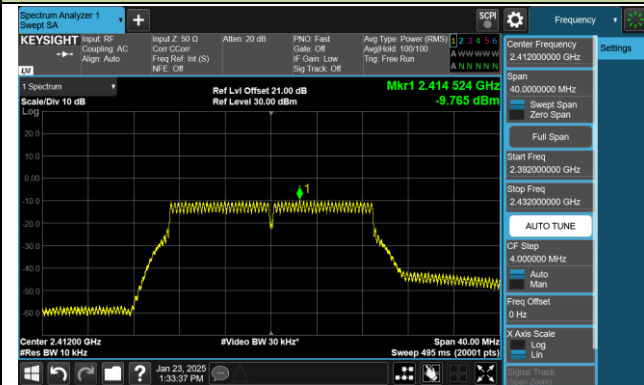 Spectrum Analyzer 1
Swept SA
+
SCPI
Frequency
KEYSIGHT
Input: RF
Coupling: AC
Align: Auto
Input Z: 50 Ω
Corr CCorr
Freq Ref: Int (S)
NFE: Off
Atten: 20 dB
PNO: Fast
Gate: Off
IF Gain: Low
Sig Track: Off
Avg Type: Power (RMS)
Avg|Hold: 100/100
Trig: Free Run
1 2 3 4 5 6
A W W W W W
A N N N N N
LXI
1 Spectrum
Scale/Div 10 dB
Log
Ref Lvl Offset 21.00 dB
Ref Level 30.00 dBm
Mkr1 2.414 524 GHz
-9.765 dBm
20.0
10.0
0.00
-10.0
-20.0
-30.0
-40.0
-50.0
-60.0
1
Center 2.41200 GHz
#Res BW 10 kHz
#Video BW 30 kHz*
Span 40.00 MHz
Sweep 495 ms (20001 pts)
Center Frequency
2.412000000 GHz
Settings
Span
40.0000000 MHz
Swept Span
Zero Span
Full Span
Start Freq
2.392000000 GHz
Stop Freq
2.432000000 GHz
AUTO TUNE
CF Step
4.000000 MHz
Auto
Man
Freq Offset
0 Hz
X Axis Scale
Log
Lin
Signal Track
(Span Zoom)
?
Jan 23, 2025
1:33:37 PM